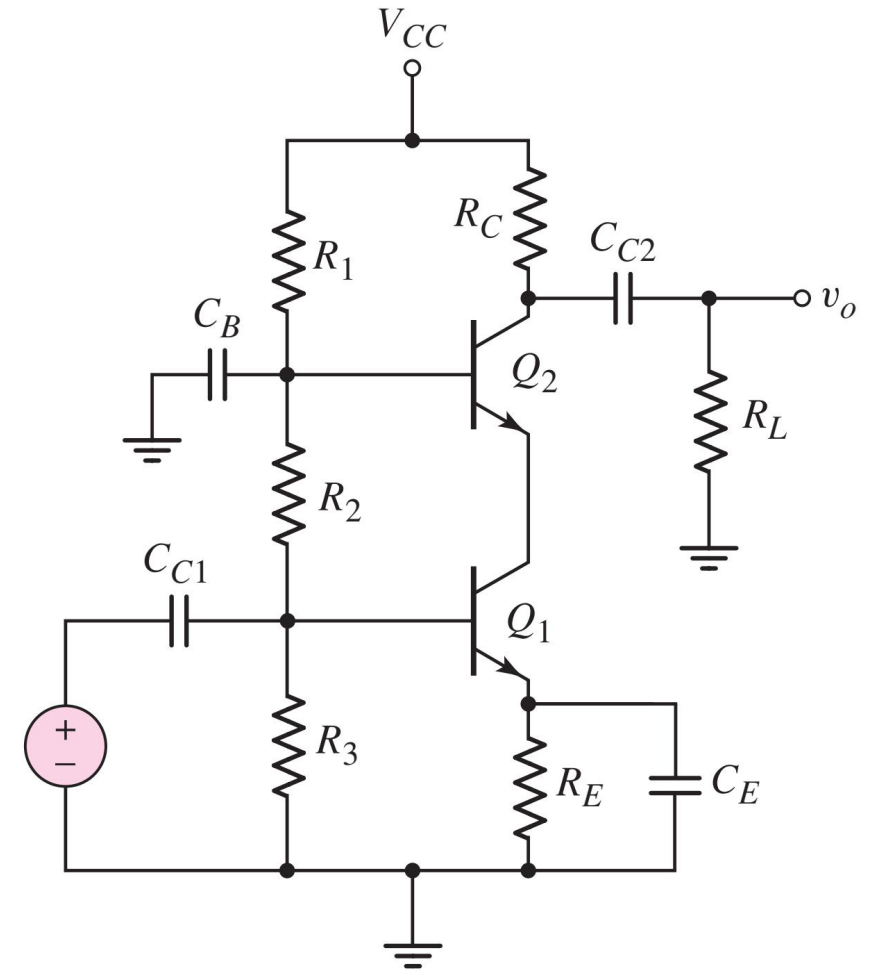 V_CC
R_C
C_C2
R_1
v_o
C_B
Q_2
R_L
R_2
C_C1
Q_1
+
−
R_3
R_E
C_E